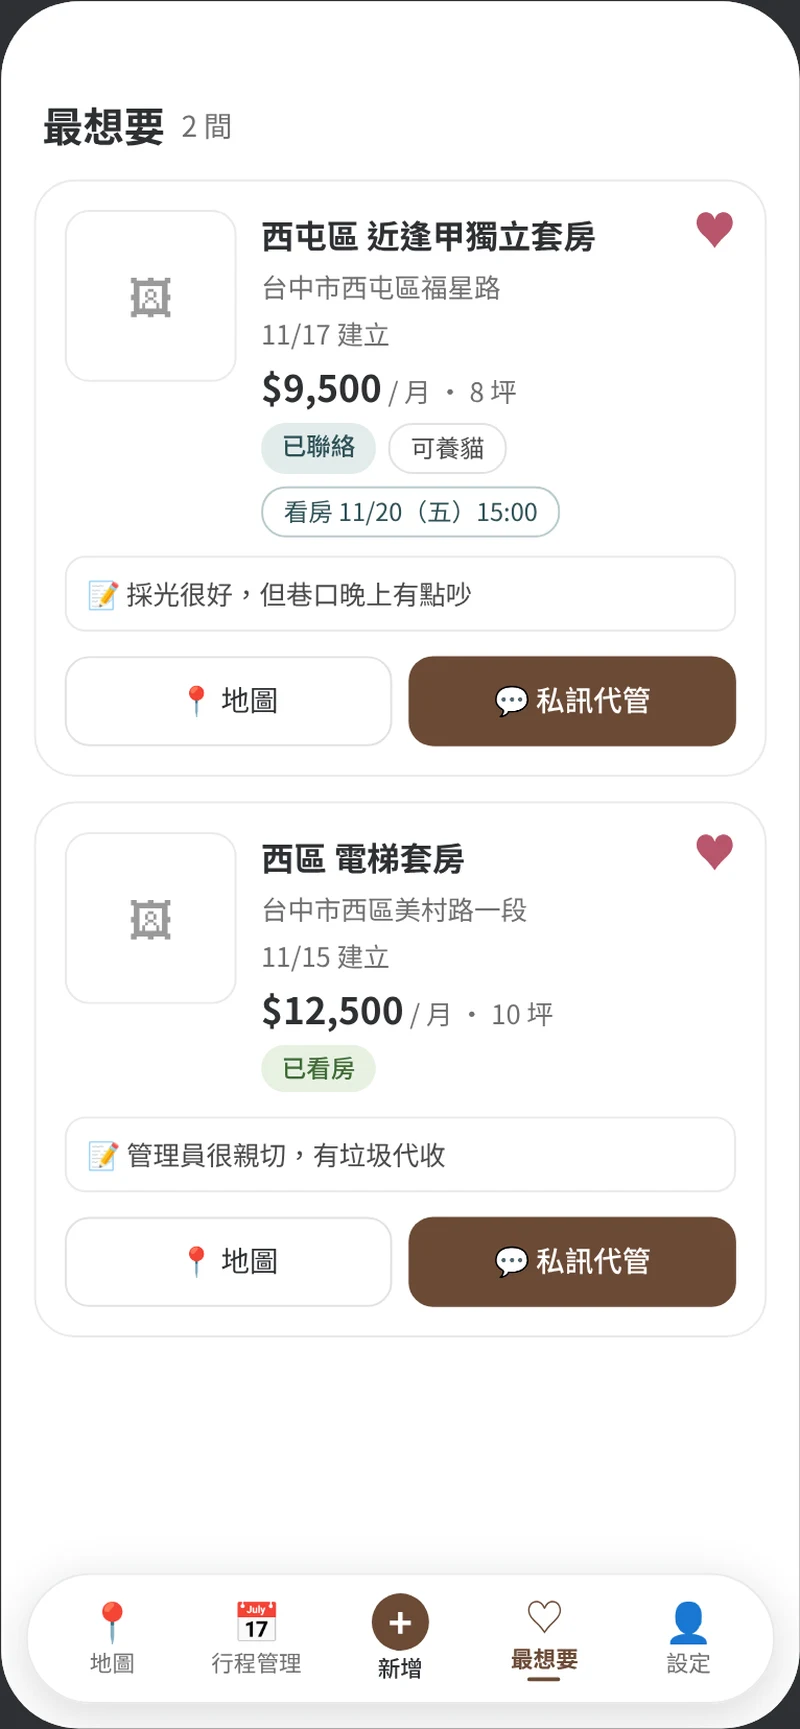 最想要 2 間
西屯區 近逢甲獨立套房
台中市西屯區福星路
11/17 建立
$9,500 / 月 · 8 坪
已聯絡 可養貓
看房 11/20（五）15:00
📝 採光很好，但巷口晚上有點吵
📍 地圖 💬 私訊代管
西區 電梯套房
台中市西區美村路一段
11/15 建立
$12,500 / 月 · 10 坪
已看房
📝 管理員很親切，有垃圾代收
📍 地圖 💬 私訊代管
July
17
地圖 行程管理 新增 最想要 設定